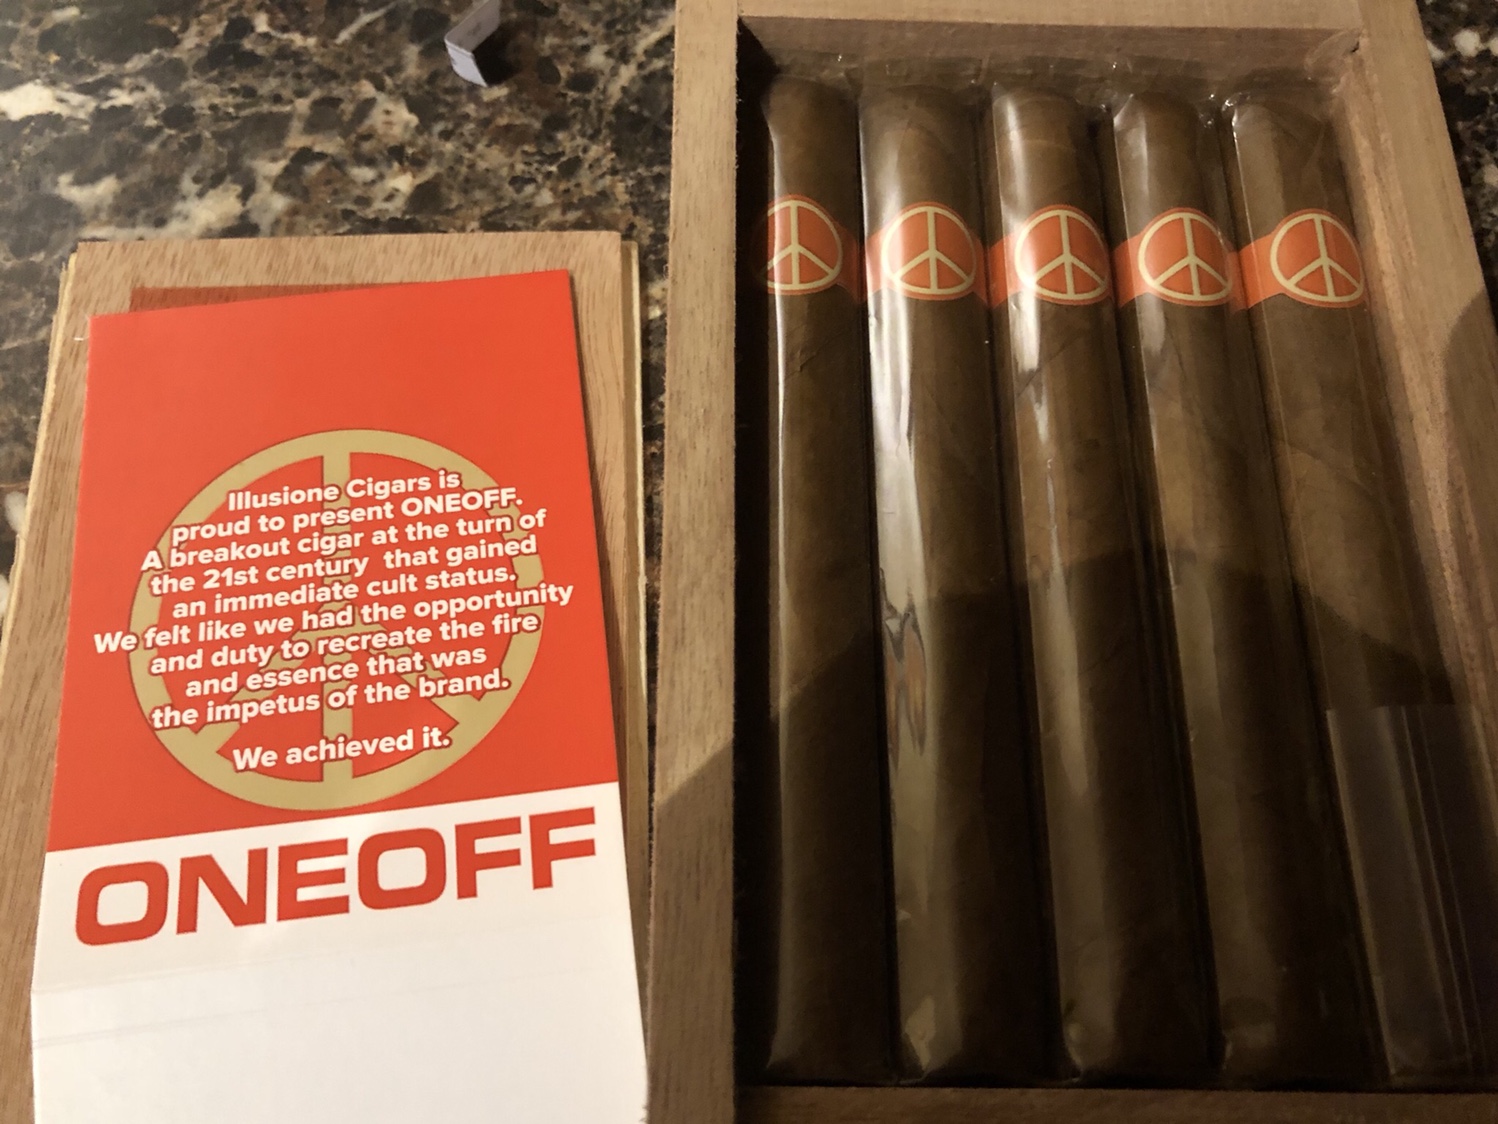 Illusione Cigars is
proud to present ONEOFF.
A breakout cigar at the turn of
the 21st century that gained
an immediate cult status.
We felt like we had the opportunity
and duty to recreate the fire
and essence that was
the impetus of the brand.
We achieved it.
ONEOFF